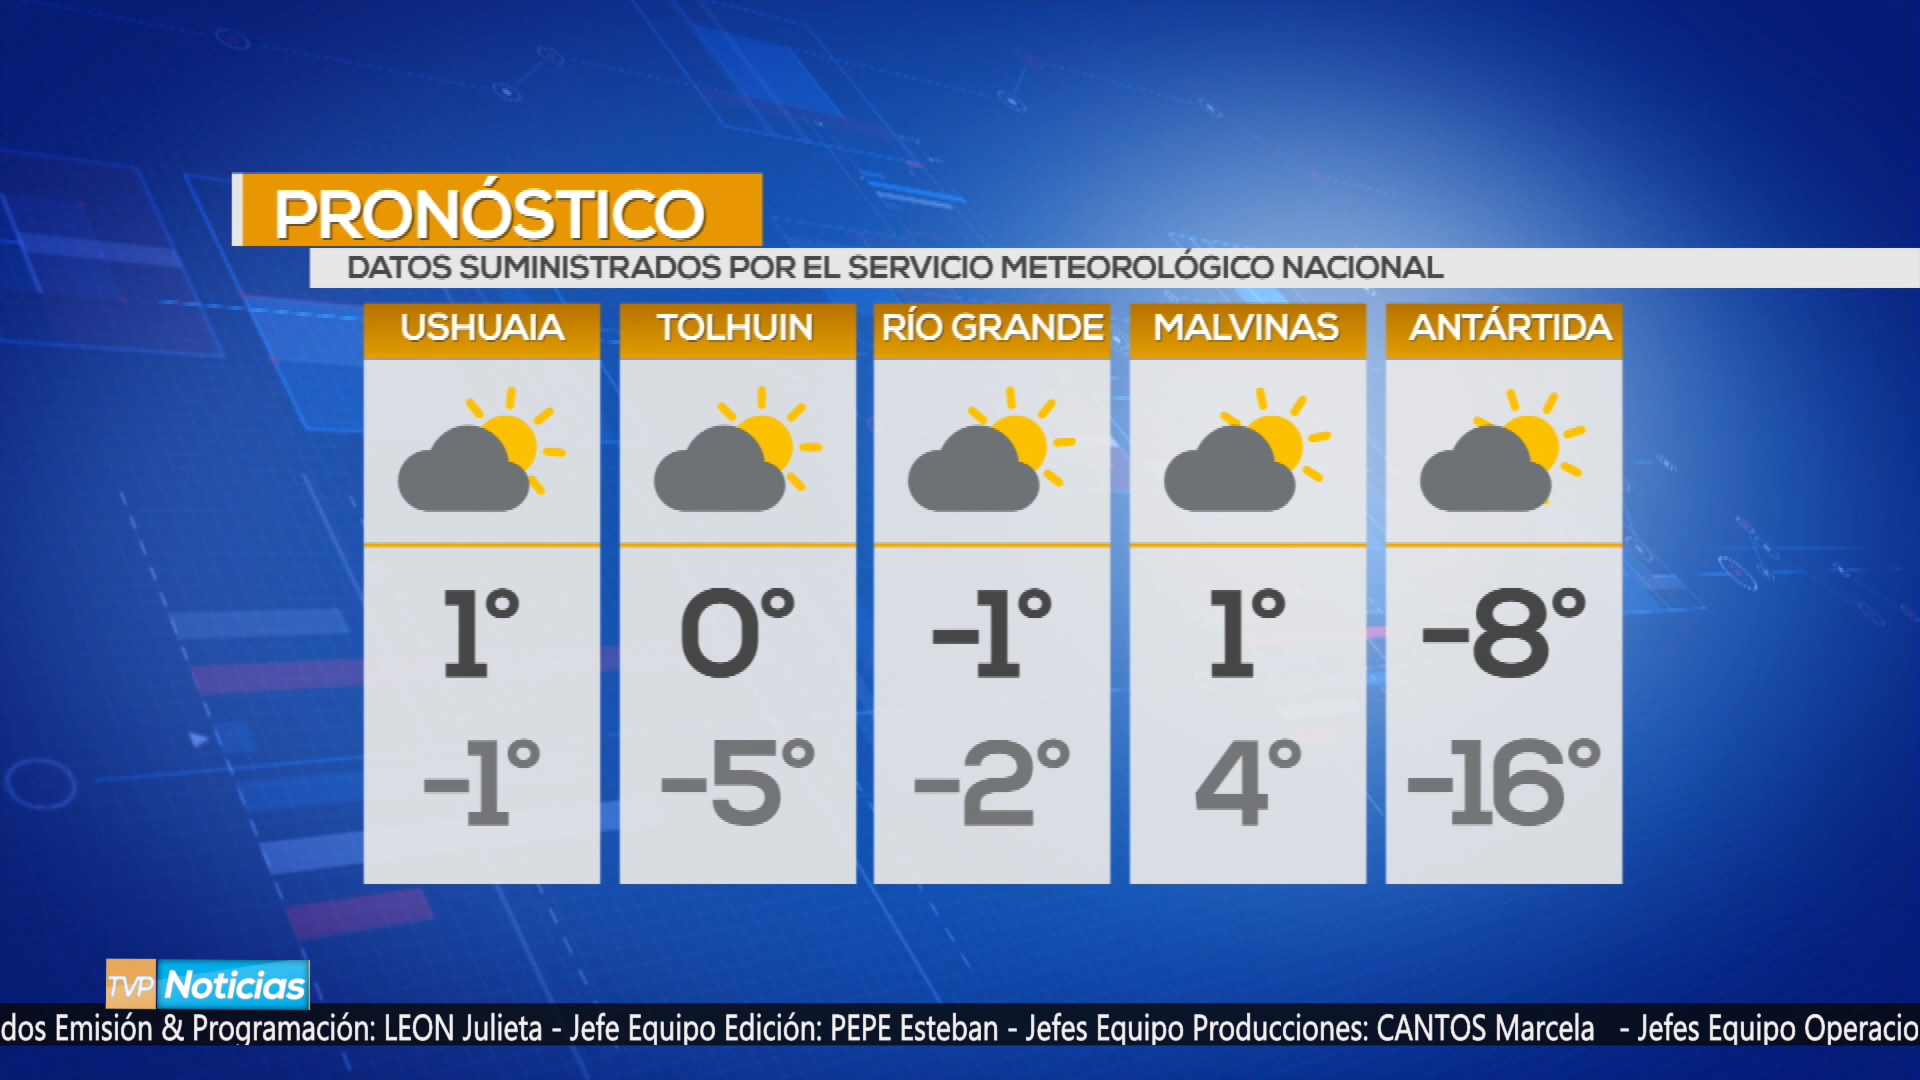 PRONÓSTICO
DATOS SUMINISTRADOS POR EL SERVICIO METEOROLÓGICO NACIONAL
USHUAIA TOLHUIN RÍO GRANDE MALVINAS ANTÁRTIDA
1° 0° -1° 1° -8°
-1° -5° -2° 4° -16°
TVP Noticias
dos Emisión & Programación: LEON Julieta - Jefe Equipo Edición: PEPE Esteban - Jefes Equipo Producciones: CANTOS Marcela - Jefes Equipo Operacio